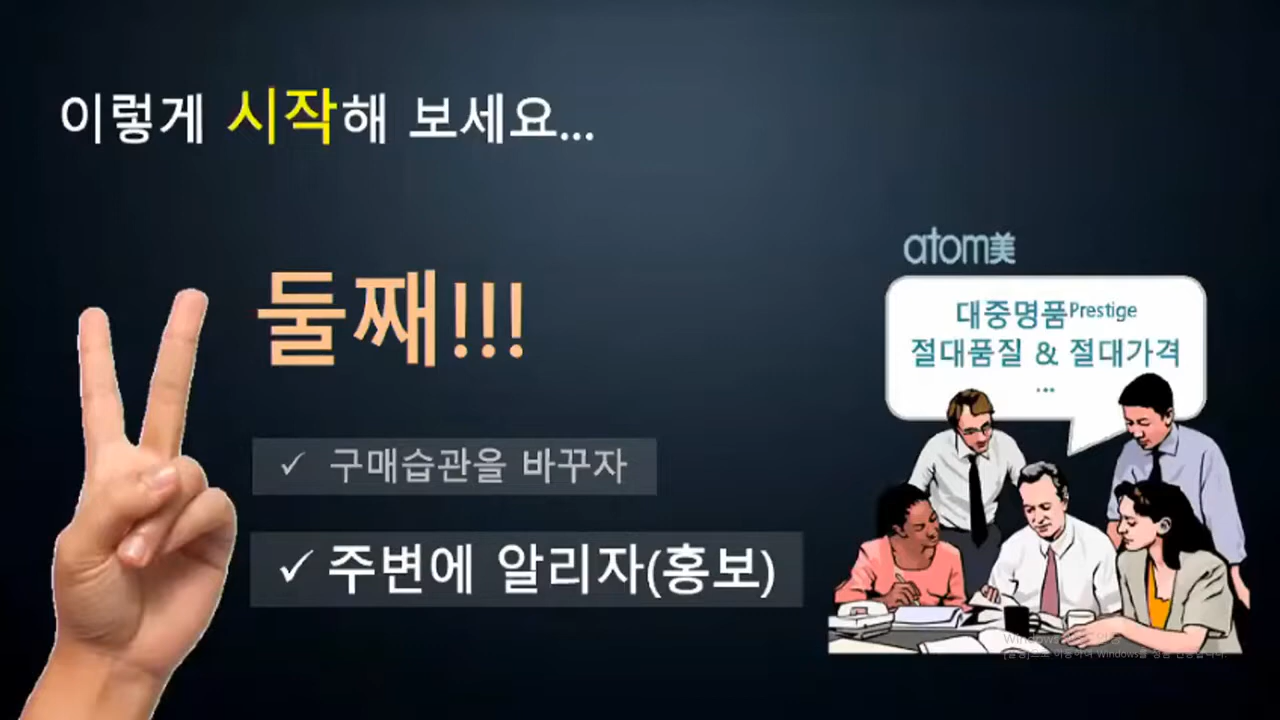 이렇게 시작해 보세요...
둘째!!!
✓ 구매습관을 바꾸자
✓ 주변에 알리자(홍보)
atom美
대중명품Prestige
절대품질 & 절대가격
...
Windows